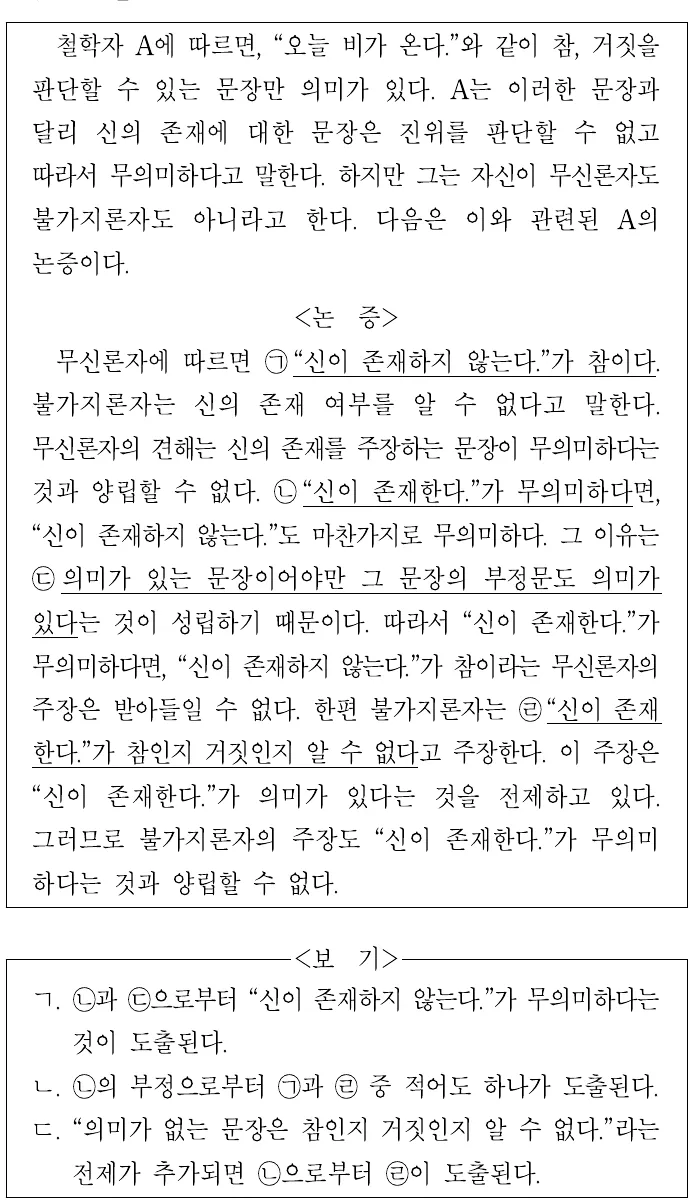 철학자 A에 따르면, “오늘 비가 온다.”와 같이 참, 거짓을
판단할 수 있는 문장만 의미가 있다. A는 이러한 문장과
달리 신의 존재에 대한 문장은 진위를 판단할 수 없고
따라서 무의미하다고 말한다. 하지만 그는 자신이 무신론자도
불가지론자도 아니라고 한다. 다음은 이와 관련된 A의
논증이다.
<논 증>
무신론자에 따르면 ㉠“신이 존재하지 않는다.”가 참이다.
불가지론자는 신의 존재 여부를 알 수 없다고 말한다.
무신론자의 견해는 신의 존재를 주장하는 문장이 무의미하다는
것과 양립할 수 없다. ㉡“신이 존재한다.”가 무의미하다면,
“신이 존재하지 않는다.”도 마찬가지로 무의미하다. 그 이유는
㉢의미가 있는 문장이어야만 그 문장의 부정문도 의미가
있다는 것이 성립하기 때문이다. 따라서 “신이 존재한다.”가
무의미하다면, “신이 존재하지 않는다.”가 참이라는 무신론자의
주장은 받아들일 수 없다. 한편 불가지론자는 ㉣“신이 존재
한다.”가 참인지 거짓인지 알 수 없다고 주장한다. 이 주장은
“신이 존재한다.”가 의미가 있다는 것을 전제하고 있다.
그러므로 불가지론자의 주장도 “신이 존재한다.”가 무의미
하다는 것과 양립할 수 없다.
<보 기>
ㄱ. ㉡과 ㉢으로부터 “신이 존재하지 않는다.”가 무의미하다는
것이 도출된다.
ㄴ. ㉡의 부정으로부터 ㉠과 ㉣ 중 적어도 하나가 도출된다.
ㄷ. “의미가 없는 문장은 참인지 거짓인지 알 수 없다.”라는
전제가 추가되면 ㉡으로부터 ㉣이 도출된다.